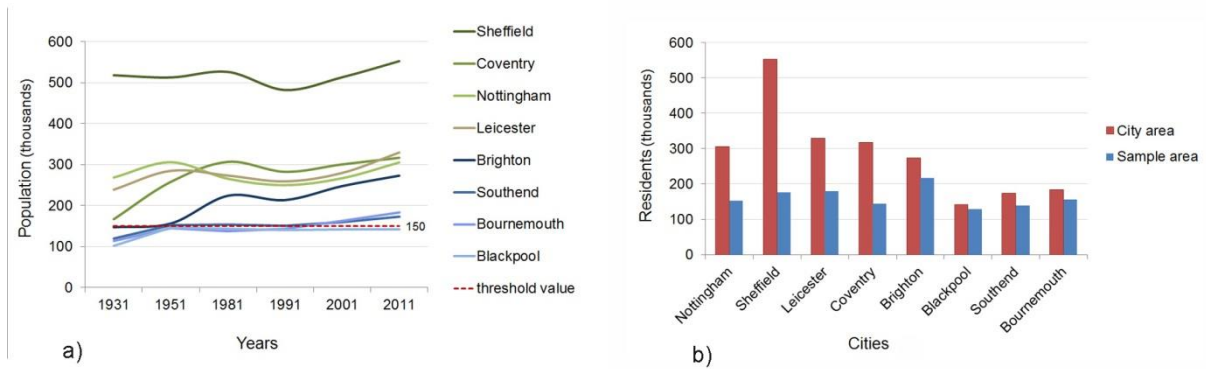 600
500
400
300
200
100
0
Population (thousands)
1931 1951 1981 1991 2001 2011
Years
150
Sheffield
Coventry
Nottingham
Leicester
Brighton
Southend
Bournemouth
Blackpool
threshold value
a)
600
500
400
300
200
100
0
Residents (thousands)
Nottingham
Sheffield
Leicester
Coventry
Brighton
Blackpool
Southend
Bournemouth
Cities
City area
Sample area
b)